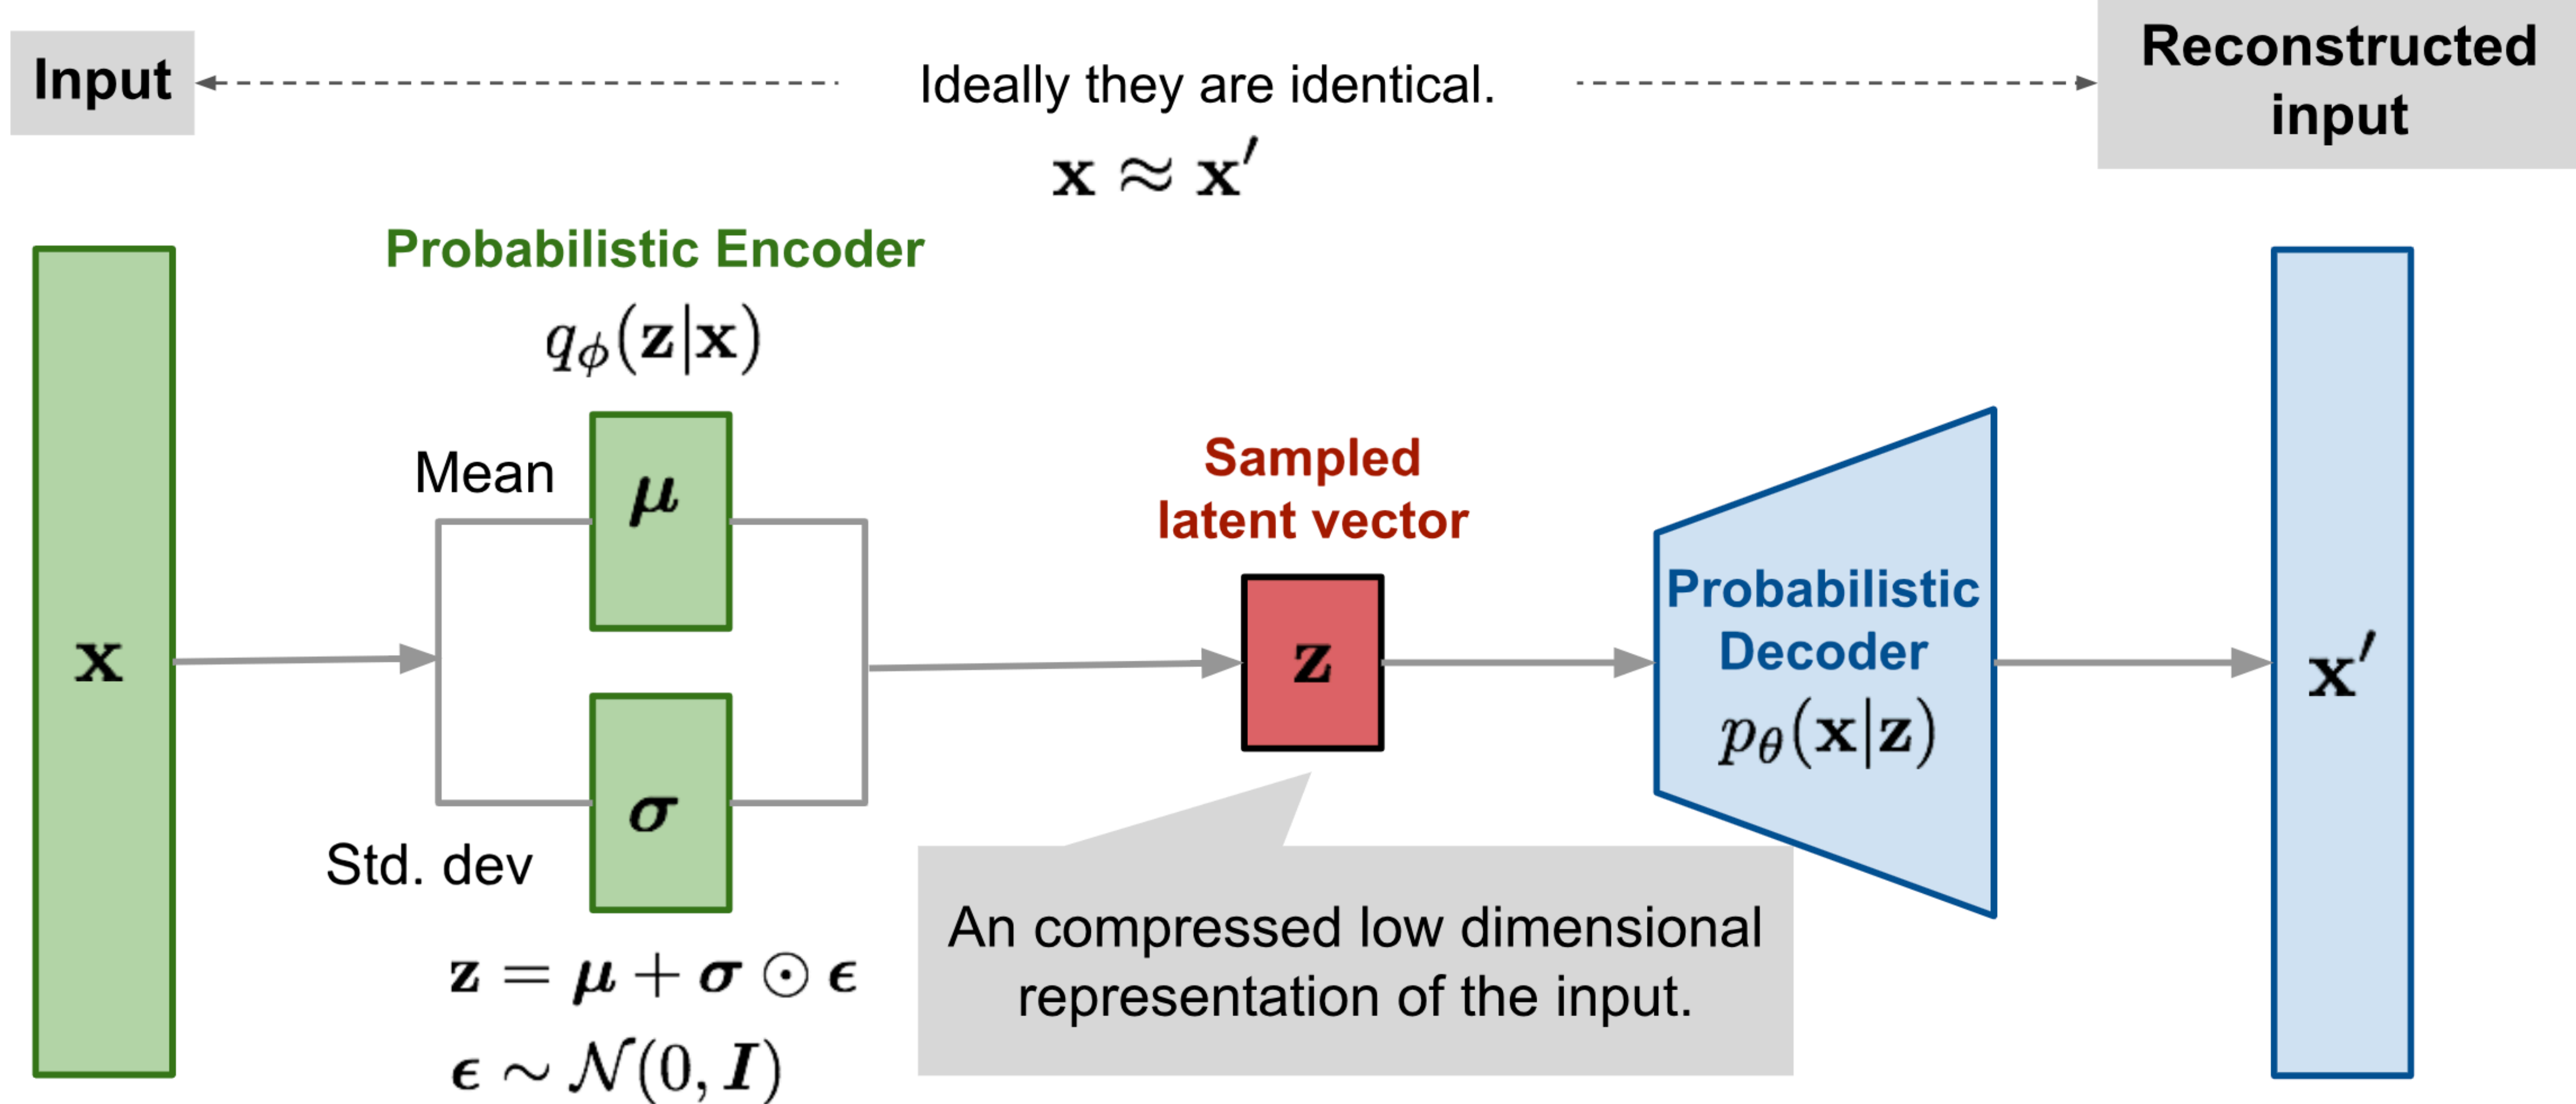 Input
Ideally they are identical.
Reconstructed
input
x ≈ x′
Probabilistic Encoder
qϕ(z|x)
Mean
μ
Sampled
latent vector
x
z
Probabilistic
Decoder
pθ(x|z)
x′
σ
Std. dev
z = μ + σ ⊙ ϵ
ϵ ∼ 𝒩(0, I)
An compressed low dimensional
representation of the input.